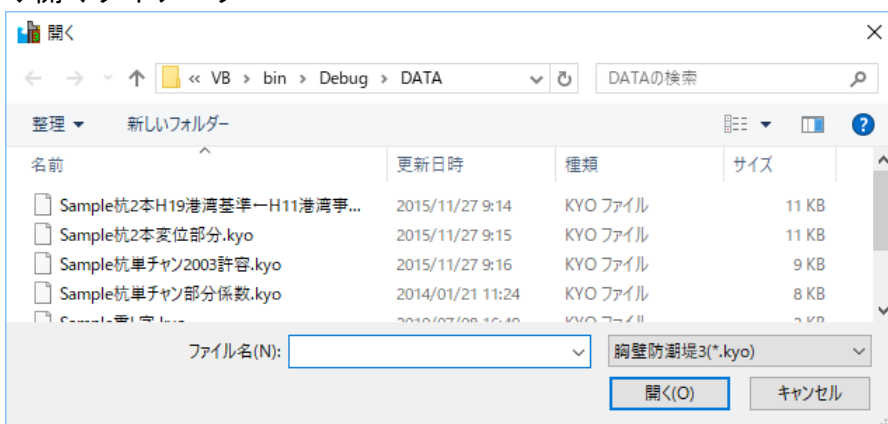 開く
« VB › bin › Debug › DATA
DATAの検索
整理 新しいフォルダー
名前 更新日時 種類 サイズ
Sample杭2本H19港湾基準←H11港湾事... 2015/11/27 9:14 KYO ファイル 11 KB
Sample杭2本変位部分.kyo 2015/11/27 9:15 KYO ファイル 11 KB
Sample杭単チャン2003許容.kyo 2015/11/27 9:16 KYO ファイル 9 KB
Sample杭単チャン部分係数.kyo 2014/01/21 11:24 KYO ファイル 8 KB
ファイル名(N): 胸壁防潮堤3(*.kyo)
開く(O) キャンセル